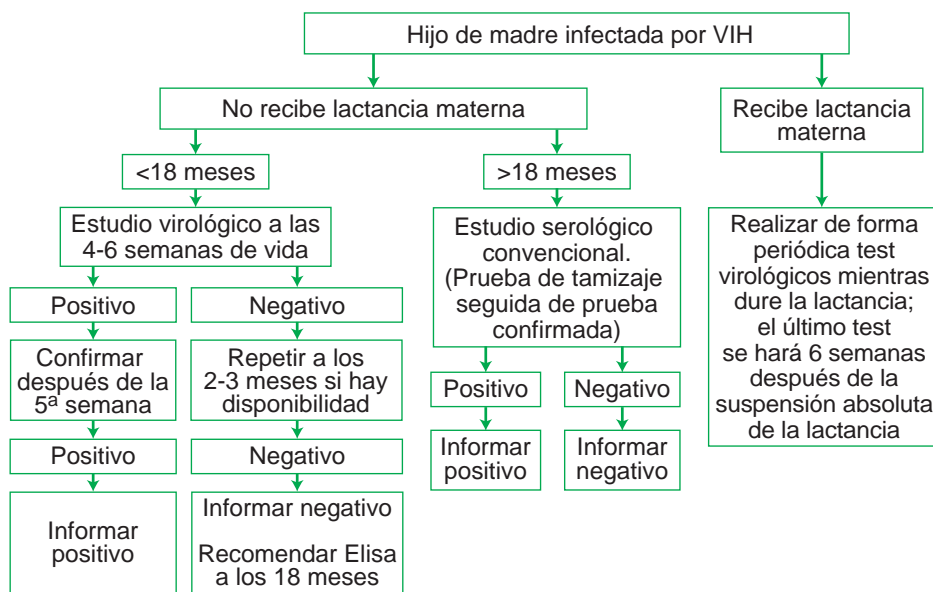 Hijo de madre infectada por VIH
No recibe lactancia materna
Recibe lactancia
materna
<18 meses
>18 meses
Estudio virológico a las
4-6 semanas de vida
Estudio serológico
convencional.
(Prueba de tamizaje
seguida de prueba
confirmada)
Realizar de forma
periódica test
virológicos mientras
dure la lactancia;
el último test
se hará 6 semanas
después de la
suspensión absoluta
de la lactancia
Positivo
Negativo
Confirmar
después de la
5ª semana
Repetir a los
2-3 meses si hay
disponibilidad
Positivo
Negativo
Positivo
Negativo
Informar
positivo
Informar
negativo
Informar
positivo
Informar negativo
Recomendar Elisa
a los 18 meses